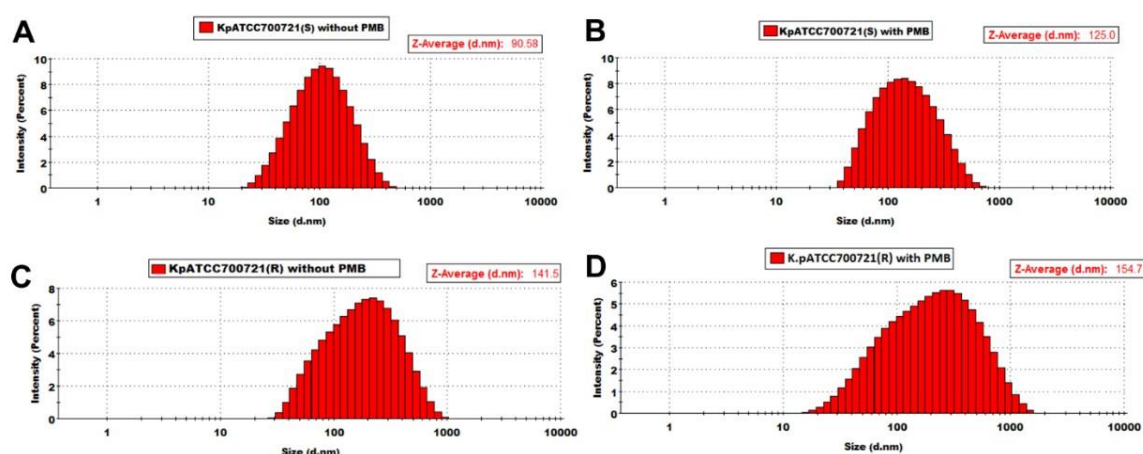 A
KpATCC700721(S) without PMB
Z-Average (d.nm): 90.58
Intensity (Percent)
10
8
6
4
2
0
1 10 100 1000 10000
Size (d.nm)
B
KpATCC700721(S) with PMB
Z-Average (d.nm): 125.0
Intensity (Percent)
10
8
6
4
2
0
1 10 100 1000 10000
Size (d.nm)
C
KpATCC700721(R) without PMB
Z-Average (d.nm): 141.5
Intensity (Percent)
8
6
4
2
0
1 10 100 1000 10000
Size (d.nm)
D
K.pATCC700721(R) with PMB
Z-Average (d.nm): 154.7
Intensity (Percent)
6
5
4
3
2
1
0
1 10 100 1000 10000
Size (d.nm)